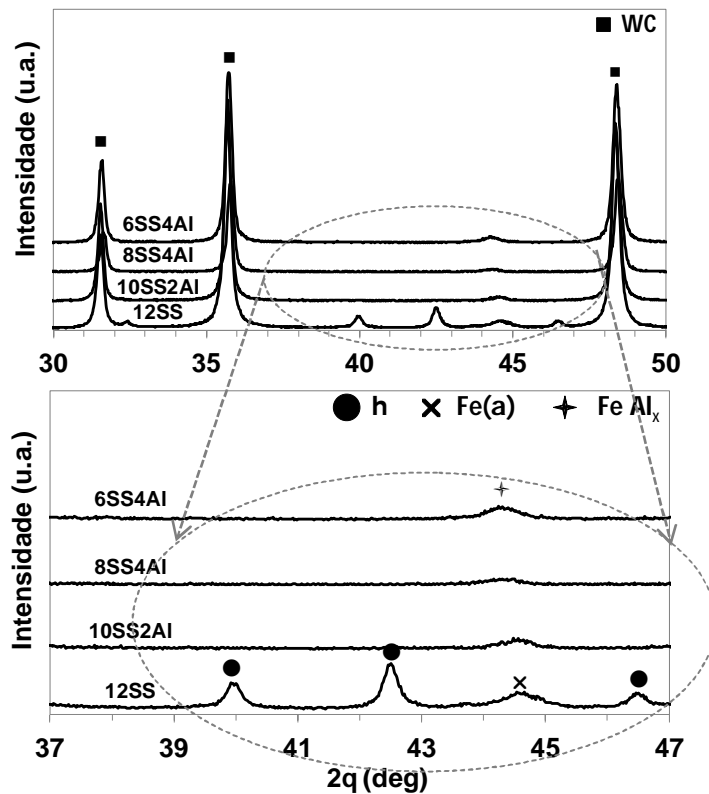 WC
Intensidade (u.a.)
6SS4Al
8SS4Al
10SS2Al
12SS
30 35 40 45 50
h Fe(a) Fe Alx
Intensidade (u.a.)
6SS4Al
8SS4Al
10SS2Al
12SS
37 39 41 43 45 47
2q (deg)